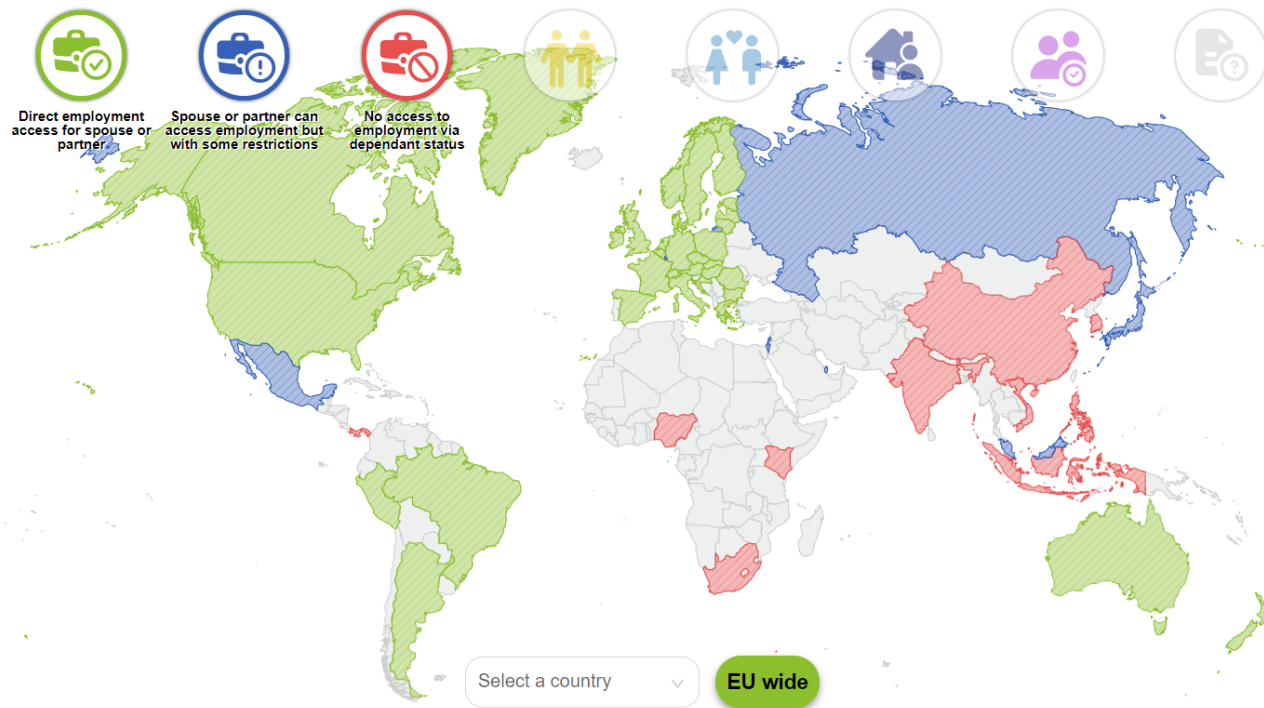 Direct employment
access for spouse or
partner
Spouse or partner can
access employment but
with some restrictions
No access to
employment via
dependant status
?
Select a country
EU wide